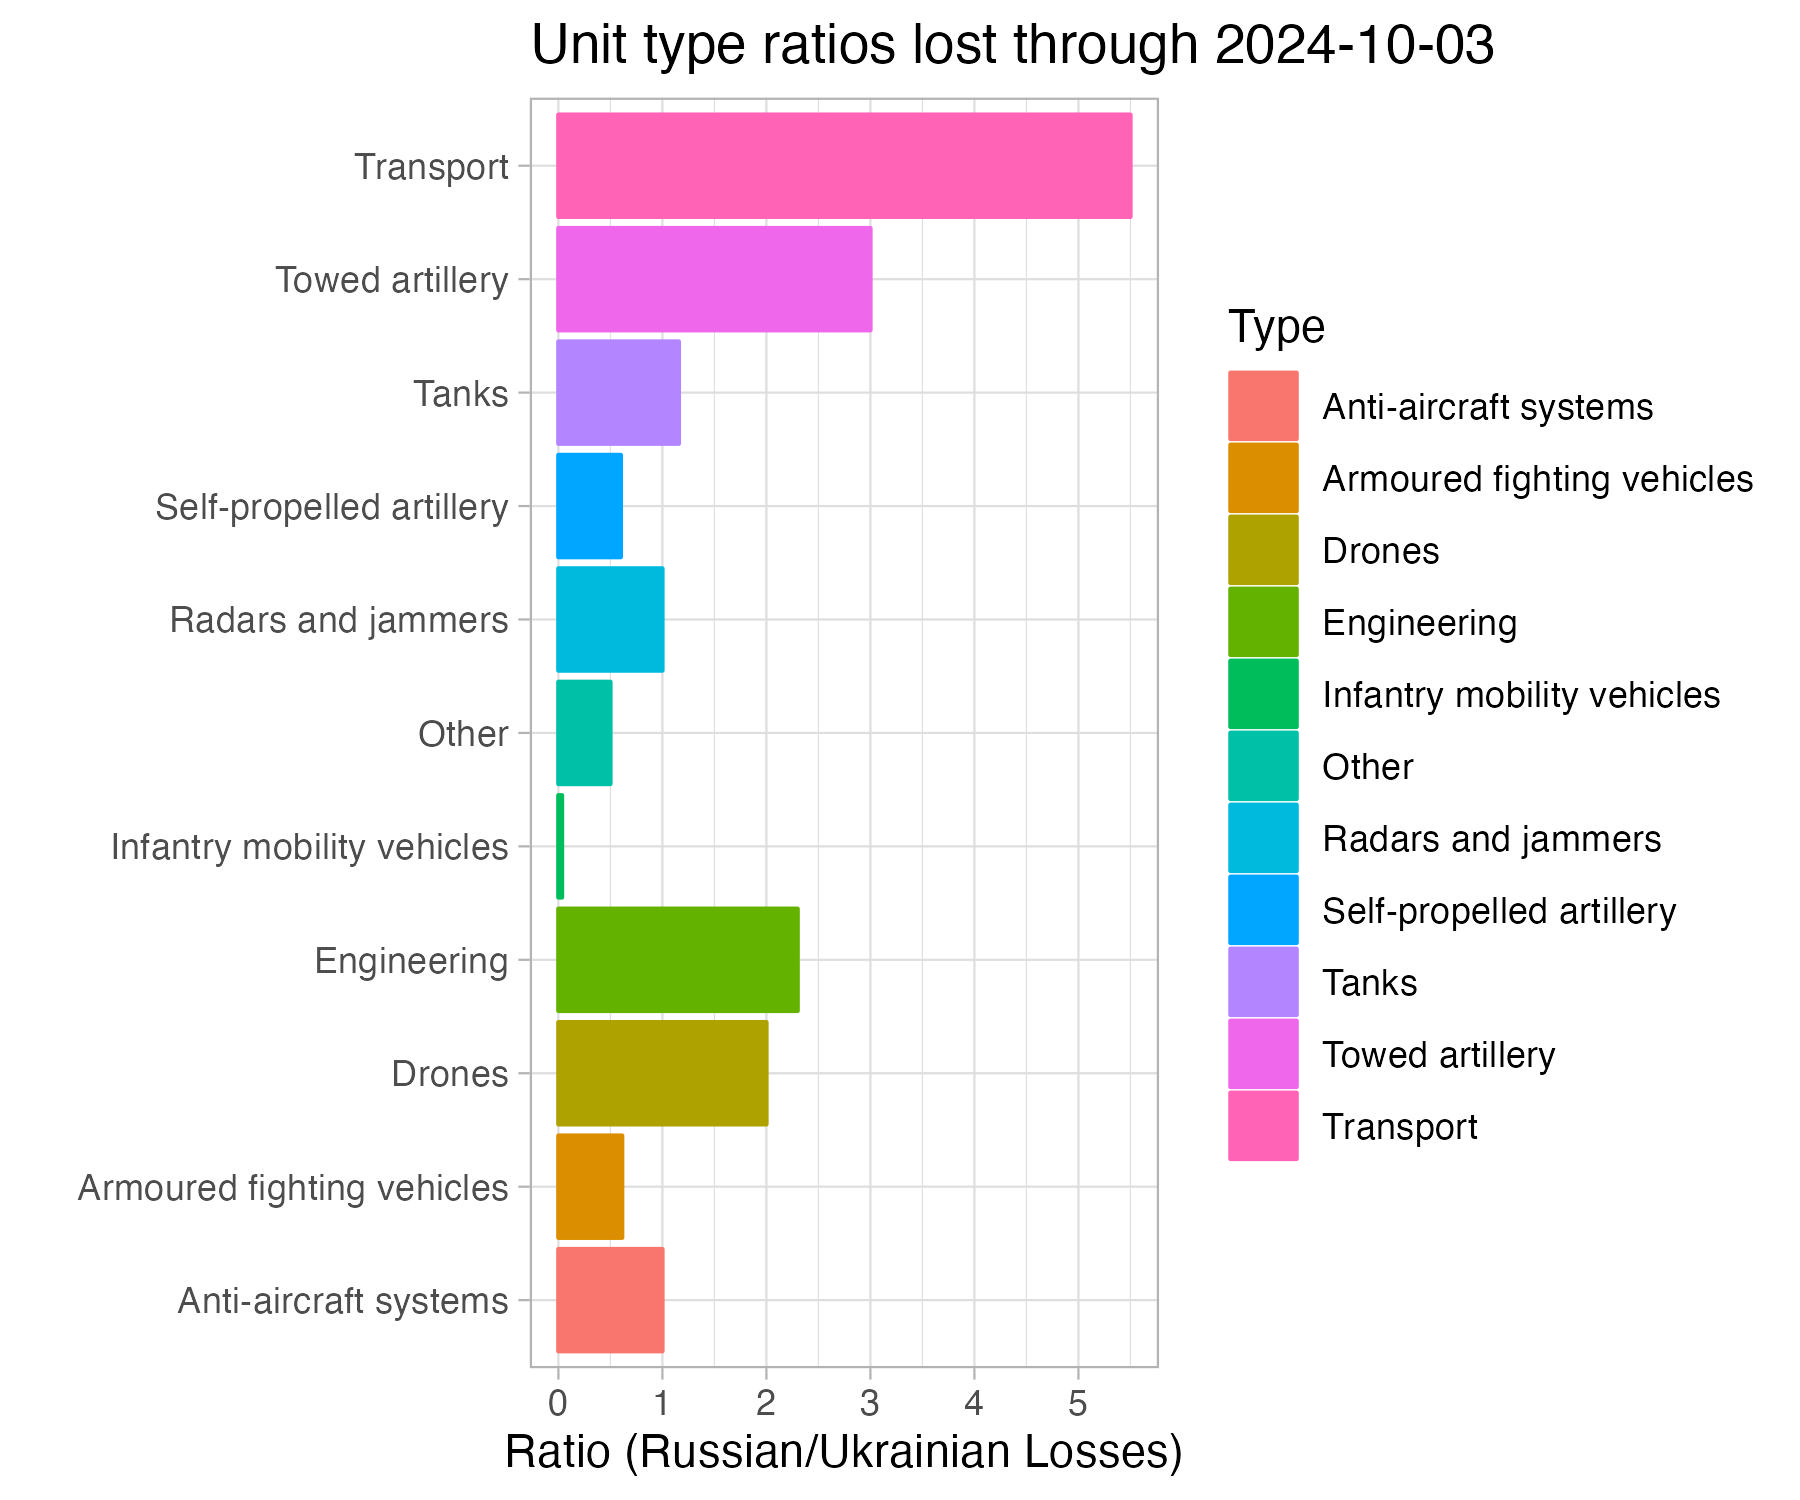 Unit type ratios lost through 2024-10-03
Transport
Towed artillery
Tanks
Self-propelled artillery
Radars and jammers
Other
Infantry mobility vehicles
Engineering
Drones
Armoured fighting vehicles
Anti-aircraft systems
0 1 2 3 4 5
Ratio (Russian/Ukrainian Losses)
Type
Anti-aircraft systems
Armoured fighting vehicles
Drones
Engineering
Infantry mobility vehicles
Other
Radars and jammers
Self-propelled artillery
Tanks
Towed artillery
Transport